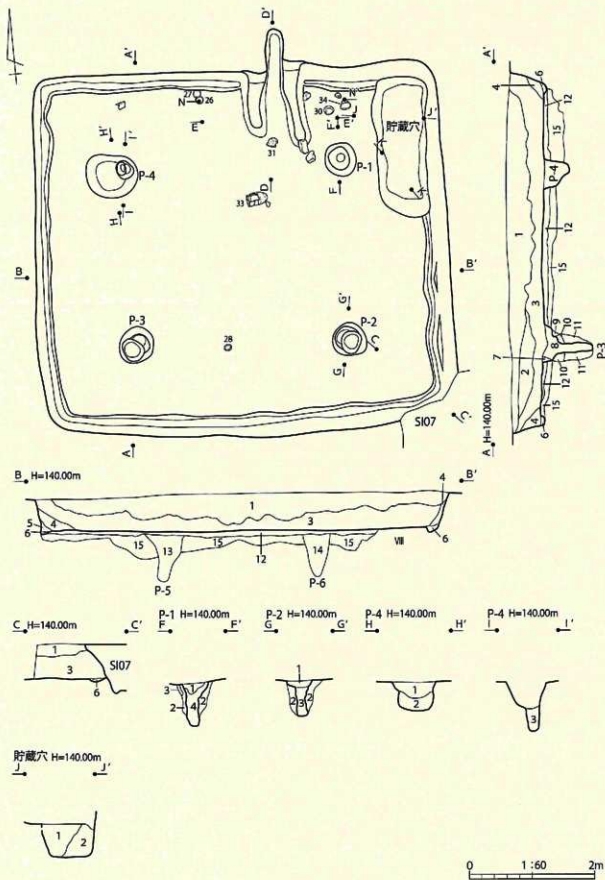 D'
A'
A'
27
N 26
E
34
N
30
J
F' E'
貯蔵穴
J'
H' I'
P-4
31
P-1
D
F
33
H I
B
B'
G'
P-3
28
P-2
G
C
SI07
C'
A
4
6
12
15
P-4
1
12
15
3
9
10
11
8
P-3
7
2
10
11
12
15
4
6
A H=140.00m
B H=140.00m
B'
4
1
3
5
4
6
15
13
15
12
14
15
VIII
6
P-5
P-6
C H=140.00m
C'
1
3
SI07
6
P-1 H=140.00m
F
F'
3
1
2
4
2
P-2 H=140.00m
G
G'
1
2
3
2
P-4 H=140.00m
H
H'
1
2
P-4 H=140.00m
I
I'
3
貯蔵穴 H=140.00m
J
J'
1
2
0 1:60 2m